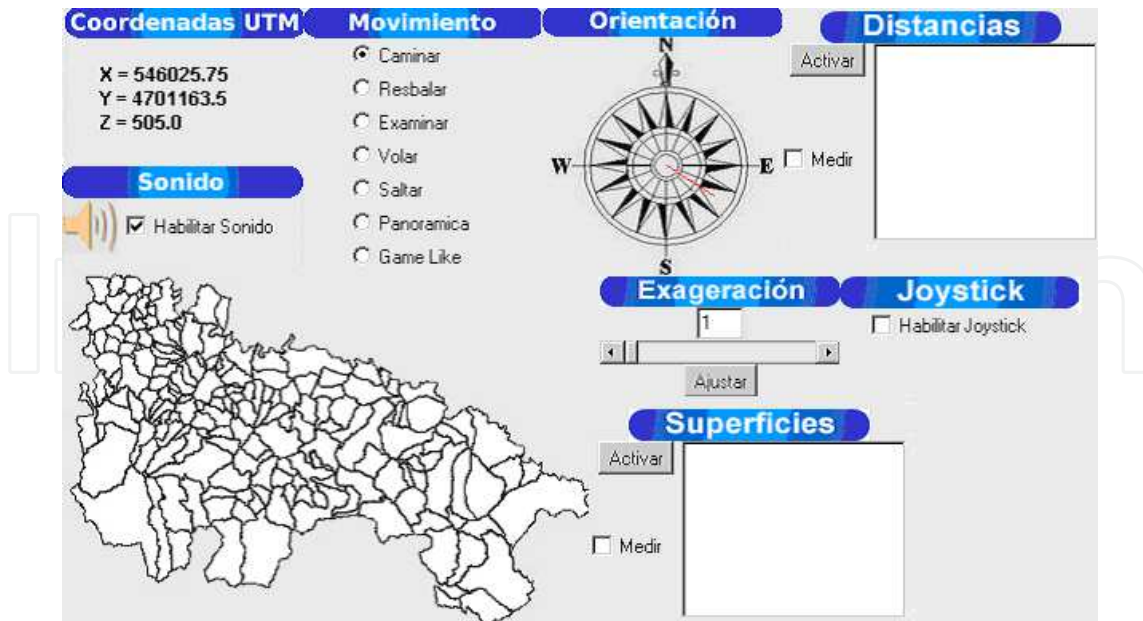 Coordenadas UTM
X = 546025.75
Y = 4701163.5
Z = 505.0
Sonido
Habilitar Sonido
Movimiento
Caminar
Resbalar
Examinar
Volar
Saltar
Panoramica
Game Like
Orientación
N
W
E
S
Distancias
Activar
Medir
Exageración
1
Ajustar
Joystick
Habilitar Joystick
Superficies
Activar
Medir